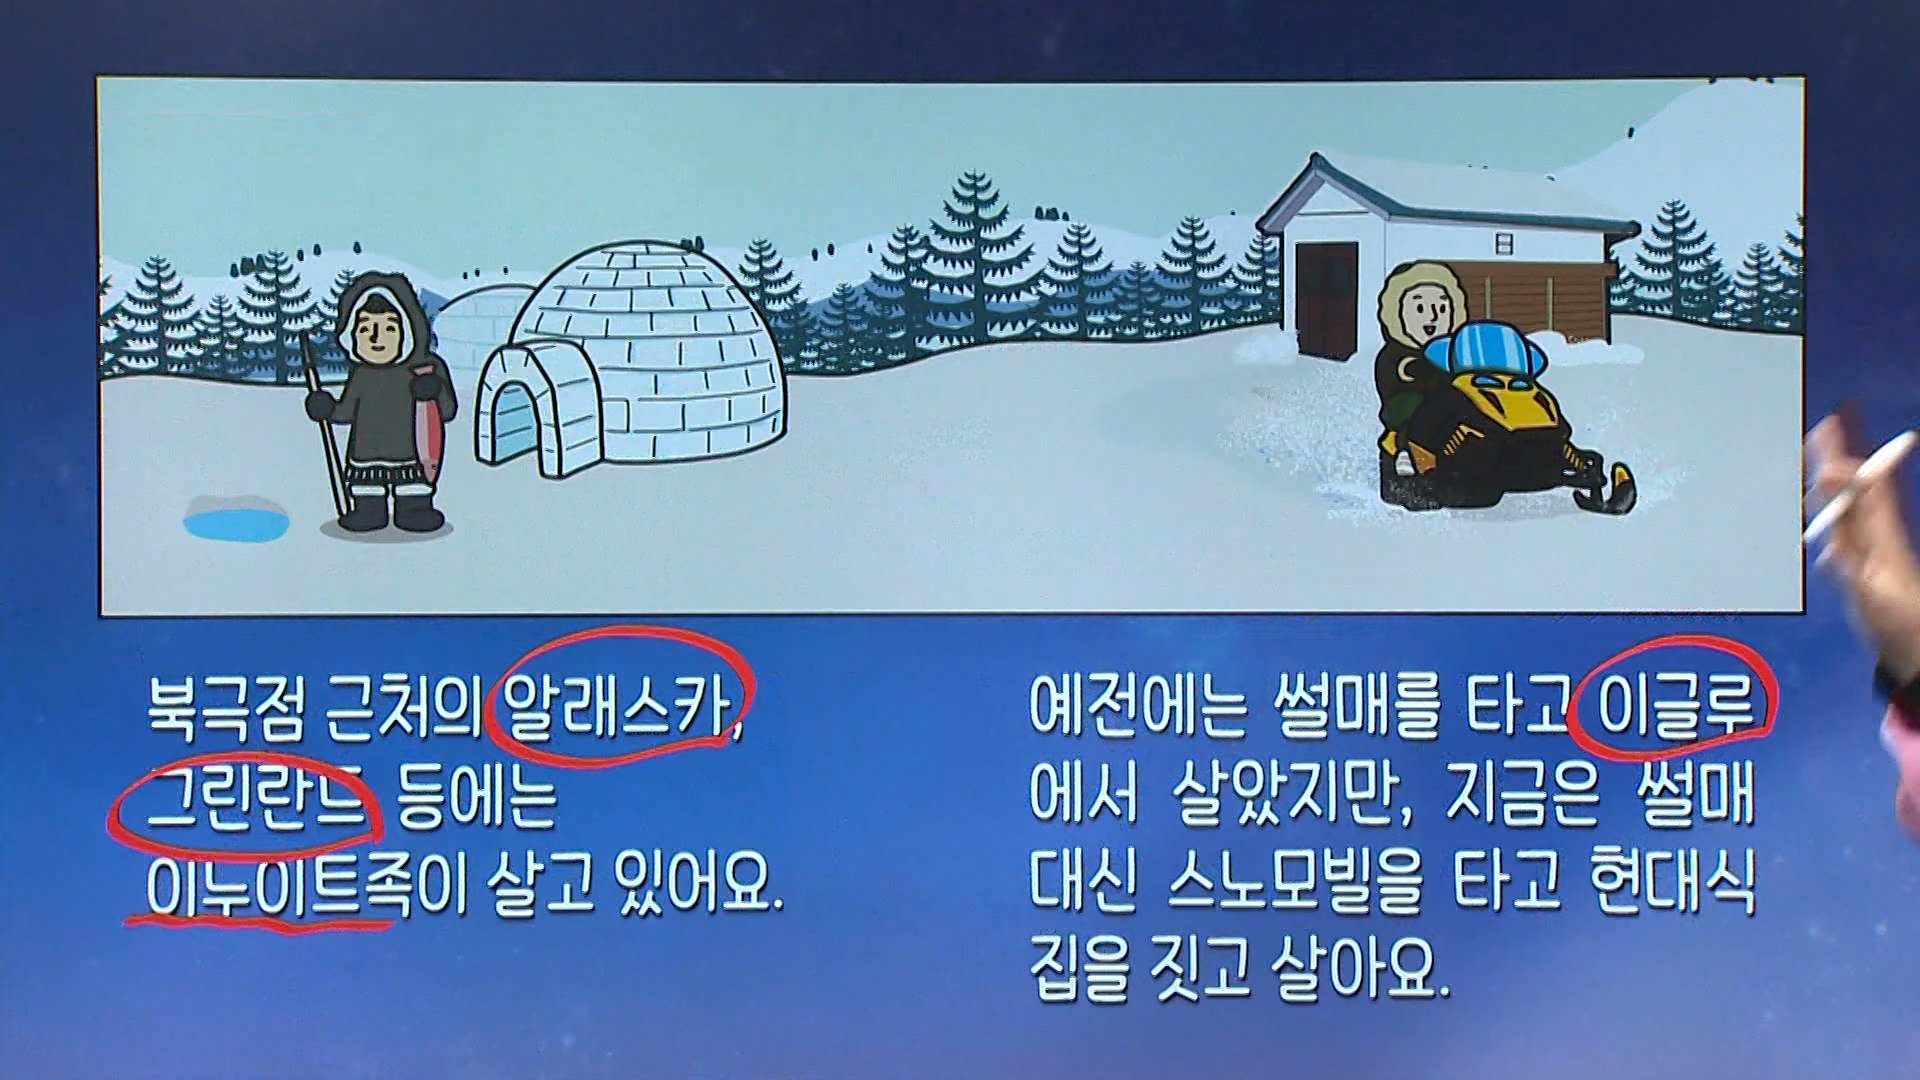 북극점 근처의 알래스카,
그린란드 등에는
이누이트족이 살고 있어요.
예전에는 썰매를 타고 이글루
에서 살았지만, 지금은 썰매
대신 스노모빌을 타고 현대식
집을 짓고 살아요.